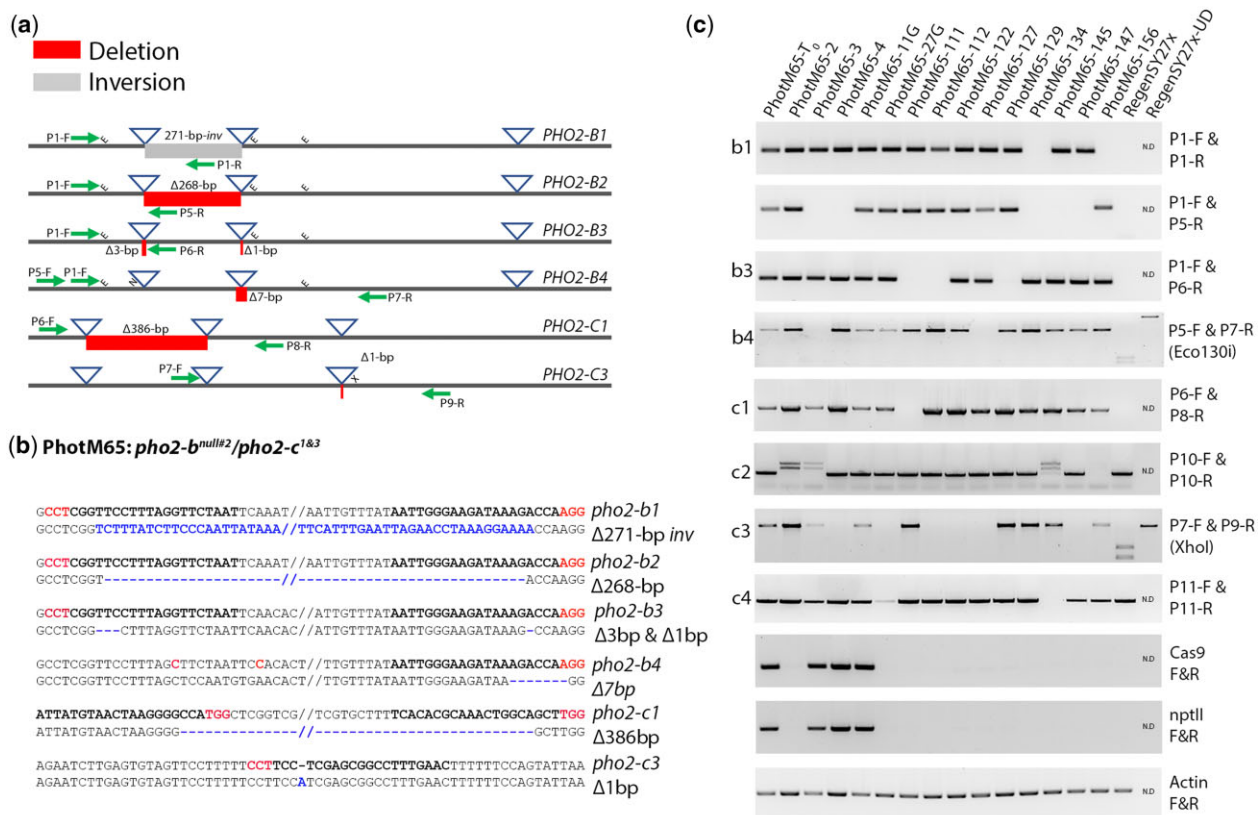 (a)
Deletion
Inversion
P1-F E 271-bp-inv E E PHO2-B1
P1-R
P1-F E Δ268-bp E E PHO2-B2
P5-R
P1-F E E E PHO2-B3
Δ3-bp P6-R Δ1-bp
P5-F P1-F E N E PHO2-B4
Δ7-bp P7-R
P6-F Δ386-bp PHO2-C1
P8-R
Δ1-bp
P7-F X PHO2-C3
P9-R
(b) PhotM65: pho2-b^null#2/pho2-c^1&3
GCCTCGGTTCCTTTAGGTTCTAATTCAAAT//AATTGTTTATAATTGGGAAGATAAAGACCAAGG pho2-b1
GCCTCGGTCTTTATCTTCCCAATTATAAA//TTCATTTGAATTAGAACCTAAAGGAAAACCAAGG Δ271-bp inv
GCCTCGGTTCCTTTAGGTTCTAATTCAAAT//AATTGTTTATAATTGGGAAGATAAAGACCAAGG pho2-b2
GCCTCGGT--------------------//--------------------------ACCAAGG Δ268-bp
GCCTCGGTTCCTTTAGGTTCTAATTCAACAC//ATTGTTTATAATTGGGAAGATAAAGACCAAGG pho2-b3
GCCTCGG---CTTTAGGTTCTAATTCAACAC//ATTGTTTATAATTGGGAAGATAAAG-CCAAGG Δ3bp & Δ1bp
GCCTCGGTTCCTTTAGCTTCTAATTCCACACT//TTGTTTATAATTGGGAAGATAAAGACCAAGG pho2-b4
GCCTCGGTTCCTTTAGCTCCAATGTGAACACT//TTGTTTATAATTGGGAAGATAA-------GG Δ7bp
ATTATGTAACTAAGGGGCCATGGCTCGGTCG//TCGTGCTTTTCACACGCAAACTGGCAGCTTGG pho2-c1
ATTATGTAACTAAGGGG--------------//--------------------------GCTTGG Δ386bp
AGAATCTTGAGTGTAGTTCCTTTTTCCTTCC-TCGAGCGGCCTTTGAACTTTTTTCCAGTATTAA pho2-c3
AGAATCTTGAGTGTAGTTCCTTTTTCCTTCCATCGAGCGGCCTTTGAACTTTTTTCCAGTATTAA Δ1bp
(c)
PhotM65-T0
PhotM65-2
PhotM65-3
PhotM65-4
PhotM65-11G
PhotM65-27G
PhotM65-111
PhotM65-112
PhotM65-122
PhotM65-127
PhotM65-129
PhotM65-134
PhotM65-145
PhotM65-147
PhotM65-156
RegenSY27x
RegenSY27x-UD
b1 N.D P1-F & P1-R
N.D P1-F & P5-R
b3 N.D P1-F & P6-R
b4 P5-F & P7-R (Eco130i)
c1 N.D P6-F & P8-R
c2 N.D P10-F & P10-R
c3 P7-F & P9-R (XhoI)
c4 N.D P11-F & P11-R
N.D Cas9 F&R
N.D nptII F&R
N.D Actin F&R